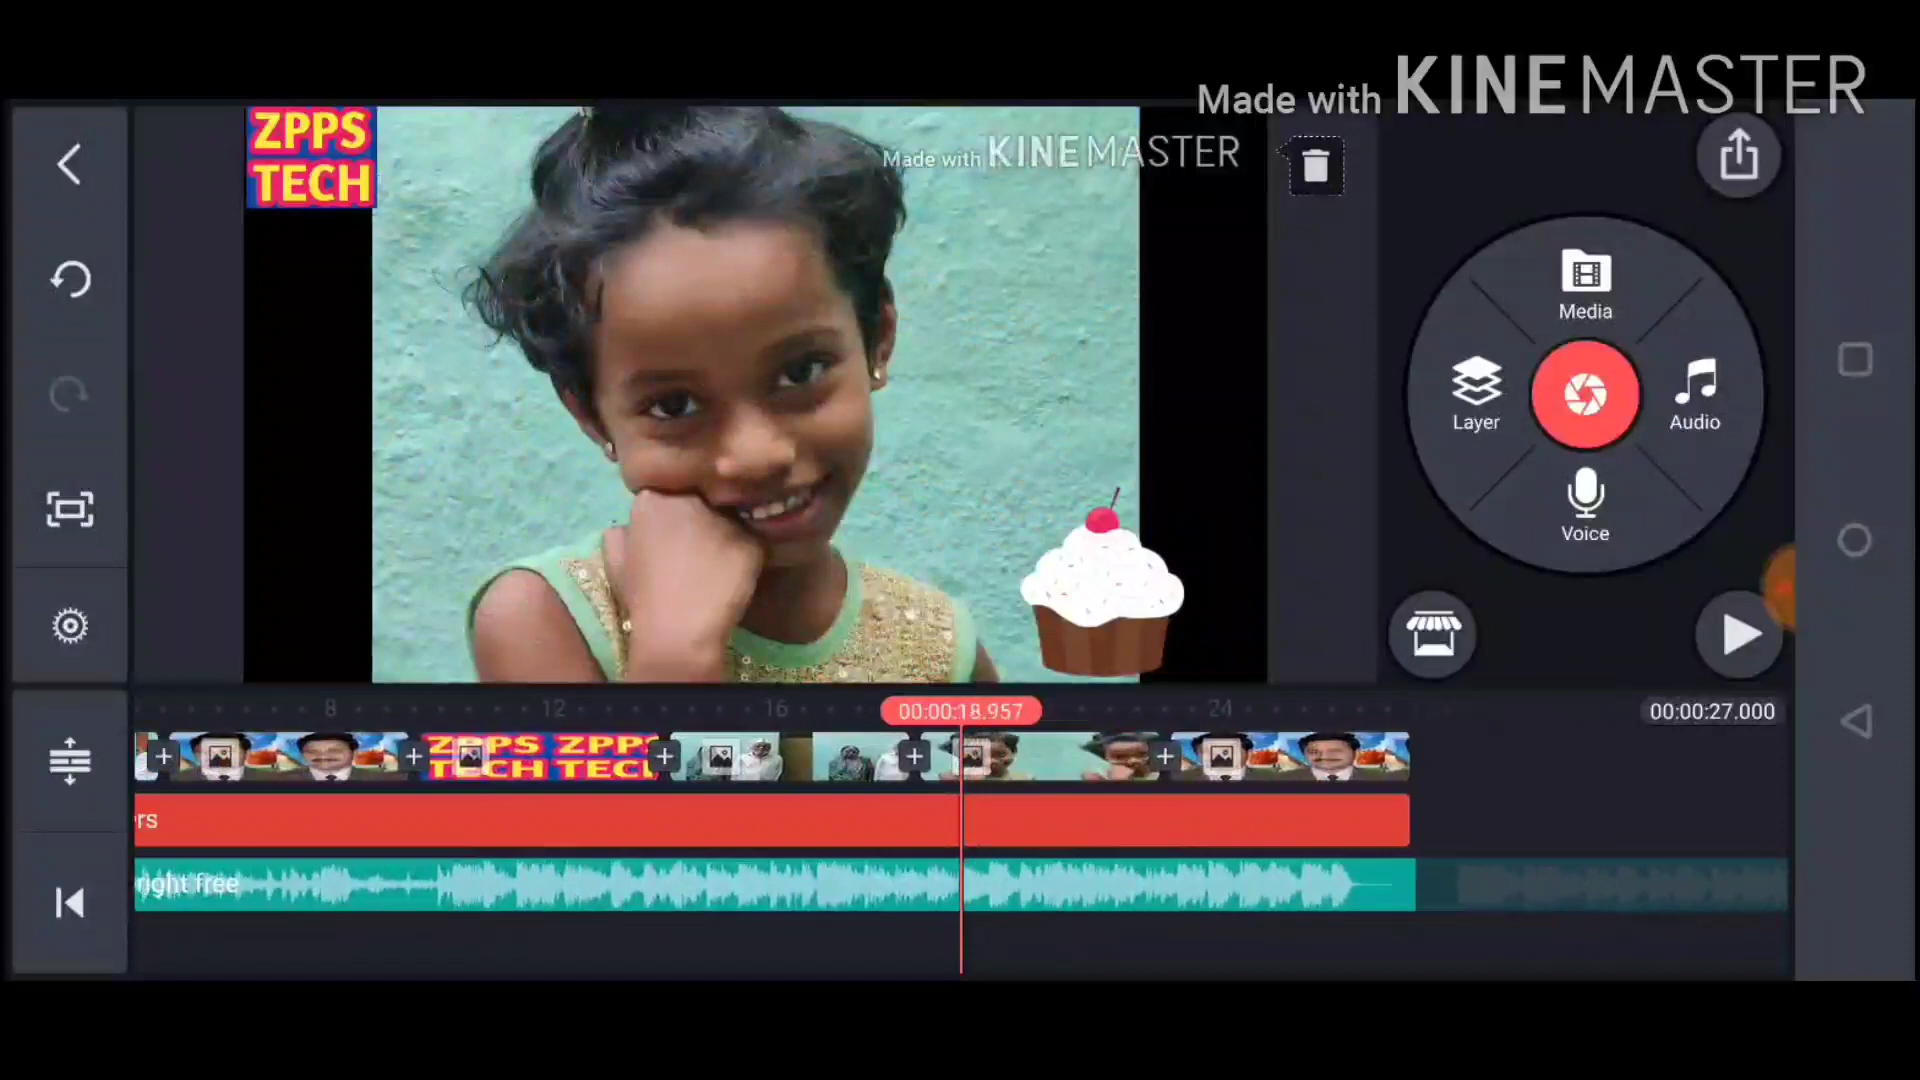 Made with KINEMASTER
ZPPS
TECH
Made with KINEMASTER
Media
Layer
Audio
Voice
8
12
16
00:00:18.957
24
00:00:27.000
ZPPS ZPPS
TECH TECH
rs
right free